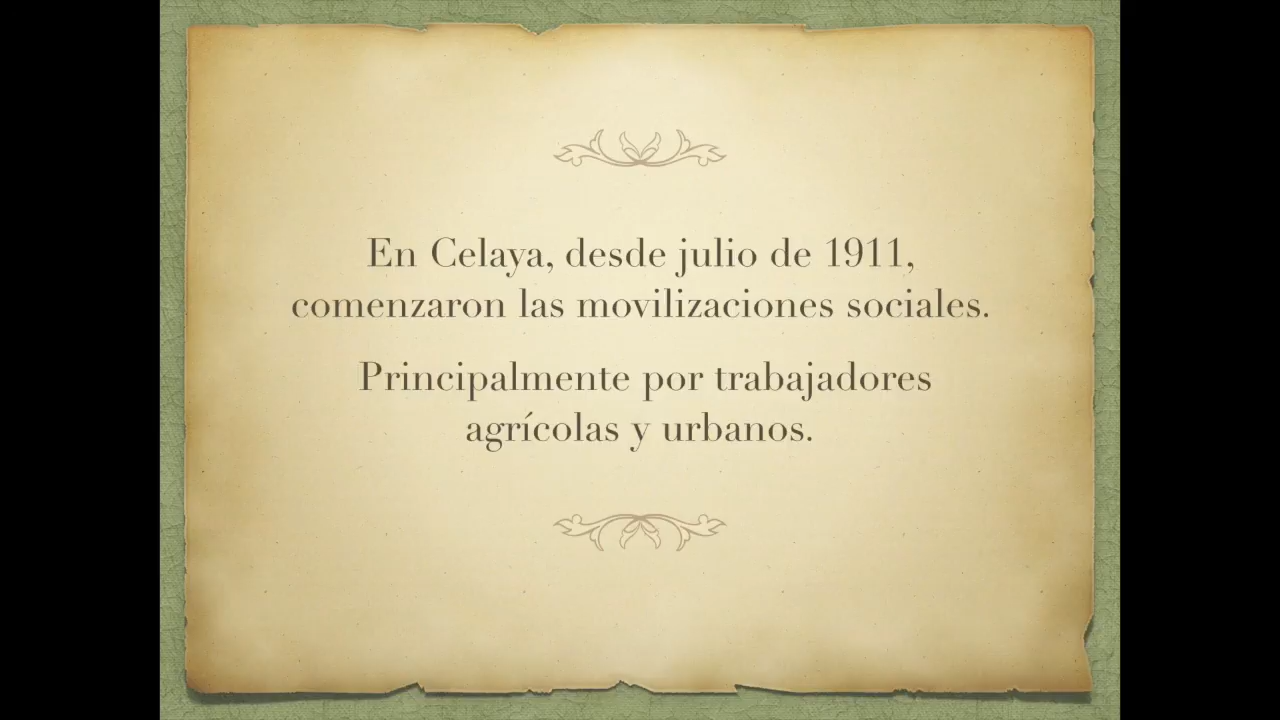 En Celaya, desde julio de 1911,
comenzaron las movilizaciones sociales.
Principalmente por trabajadores
agrícolas y urbanos.